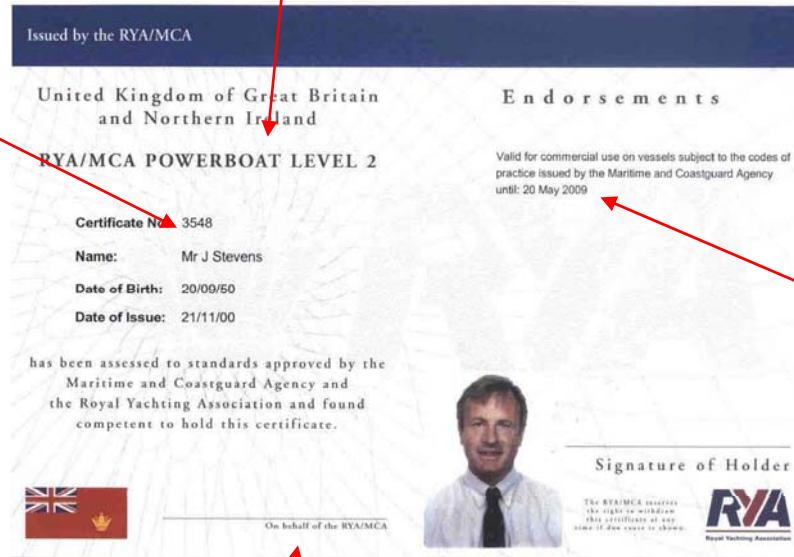 Issued by the RYA/MCA
United Kingdom of Great Britain
and Northern Ireland
RYA/MCA POWERBOAT LEVEL 2
Certificate No 3548
Name: Mr J Stevens
Date of Birth: 20/09/50
Date of Issue: 21/11/00
has been assessed to standards approved by the
Maritime and Coastguard Agency and
the Royal Yachting Association and found
competent to hold this certificate.
On behalf of the RYA/MCA
Endorsements
Valid for commercial use on vessels subject to the codes of
practice issued by the Maritime and Coastguard Agency
until: 20 May 2009
Signature of Holder
The RYA/MCA reserves
the right to withdraw
this certificate at any
time if due cause is shown.
RYA
Royal Yachting Association
RYA